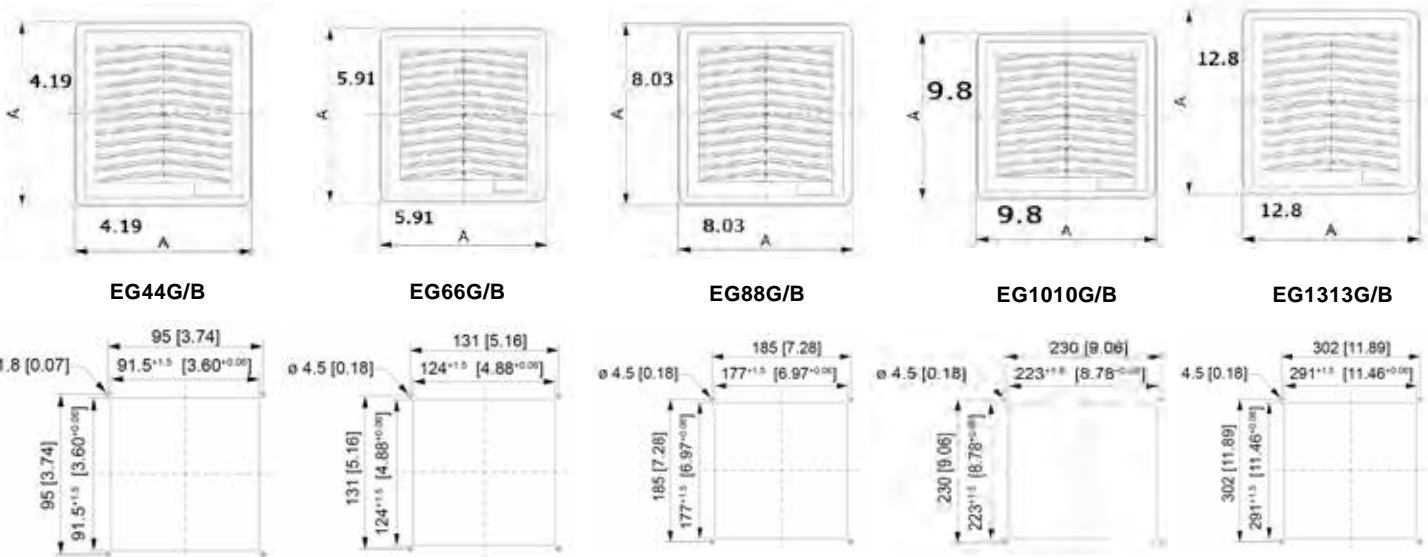 4.19
A
4.19
A
5.91
A
5.91
A
8.03
A
8.03
A
9.8
A
9.8
A
12.8
A
12.8
A
EG44G/B
EG66G/B
EG88G/B
EG1010G/B
EG1313G/B
95 [3.74]
1.8 [0.07]
91.5+1.5 [3.60+0.06]
95 [3.74]
91.5+1.5 [3.60+0.06]
131 [5.16]
ø 4.5 [0.18]
124+1.5 [4.88+0.06]
131 [5.16]
124+1.5 [4.88+0.06]
185 [7.28]
ø 4.5 [0.18]
177+1.5 [6.97+0.06]
185 [7.28]
177+1.5 [6.97+0.06]
230 [9.06]
ø 4.5 [0.18]
223+1.5 [8.78+0.06]
230 [9.06]
223+1.5 [8.78+0.06]
302 [11.89]
4.5 [0.18]
291+1.5 [11.46+0.06]
302 [11.89]
291+1.5 [11.46+0.06]